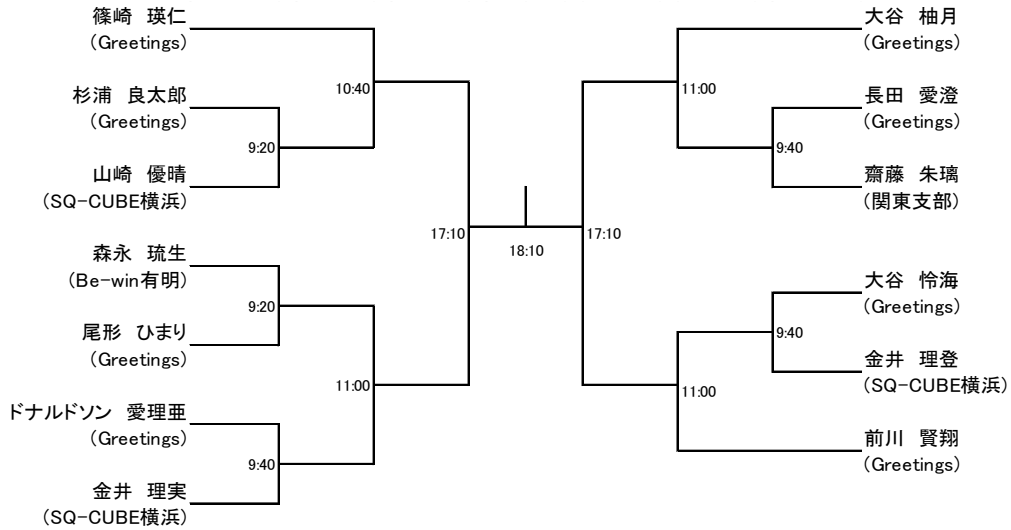 篠崎 瑛仁
(Greetings)
10:40
杉浦 良太郎
(Greetings)
9:20
山崎 優晴
(SQ-CUBE横浜)
17:10
森永 琉生
(Be-win有明)
9:20
尾形 ひまり
(Greetings)
11:00
ドナルドソン 愛理亜
(Greetings)
9:40
金井 理実
(SQ-CUBE横浜)
18:10
大谷 柚月
(Greetings)
11:00
長田 愛澄
(Greetings)
9:40
齋藤 朱璃
(関東支部)
17:10
大谷 怜海
(Greetings)
9:40
金井 理登
(SQ-CUBE横浜)
11:00
前川 賢翔
(Greetings)